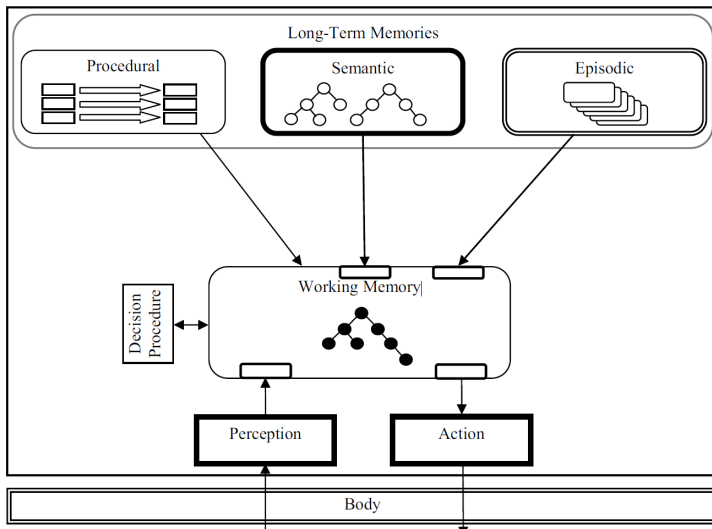 Long-Term Memories
Procedural
Semantic
Episodic
Working Memory
Decision
Procedure
Perception
Action
Body